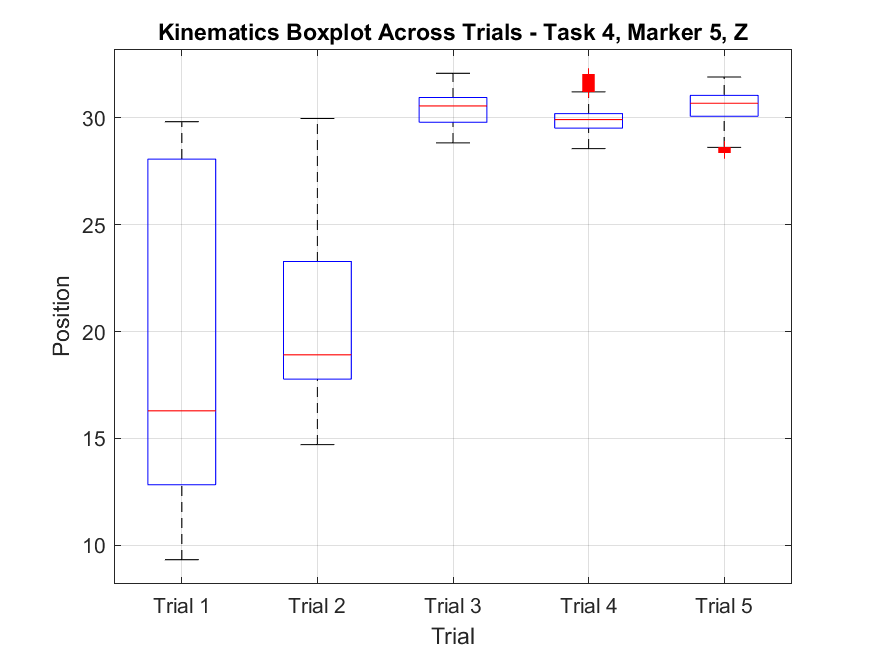 Kinematics Boxplot Across Trials - Task 4, Marker 5, Z
30
25
20
15
10
Position
Trial 1 Trial 2 Trial 3 Trial 4 Trial 5
Trial